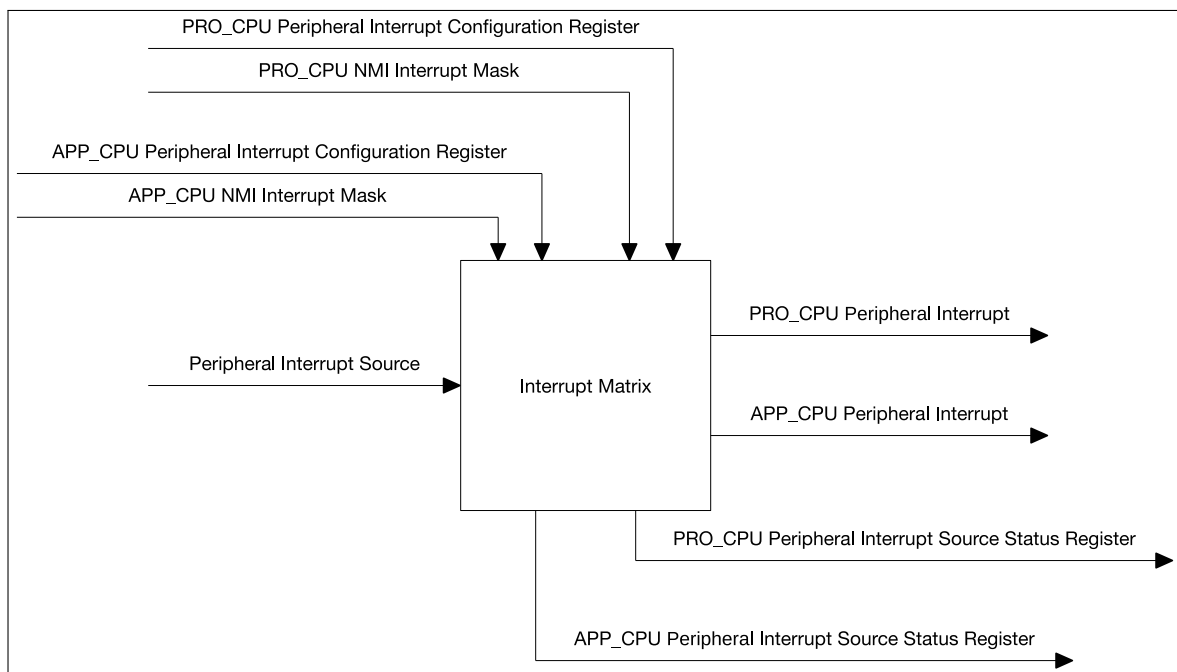 PRO_CPU Peripheral Interrupt Configuration Register
PRO_CPU NMI Interrupt Mask
APP_CPU Peripheral Interrupt Configuration Register
APP_CPU NMI Interrupt Mask
PRO_CPU Peripheral Interrupt
Peripheral Interrupt Source
Interrupt Matrix
APP_CPU Peripheral Interrupt
PRO_CPU Peripheral Interrupt Source Status Register
APP_CPU Peripheral Interrupt Source Status Register